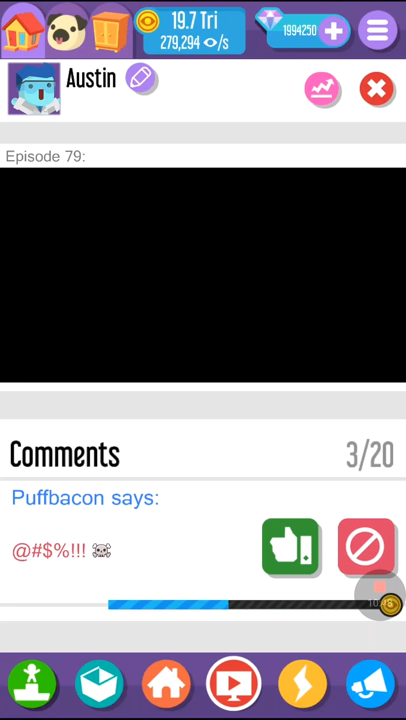 19.7 Tri
279,294 /s
1994250
Austin
Episode 79:
Comments 3/20
Puffbacon says:
@#$%!!! ☠